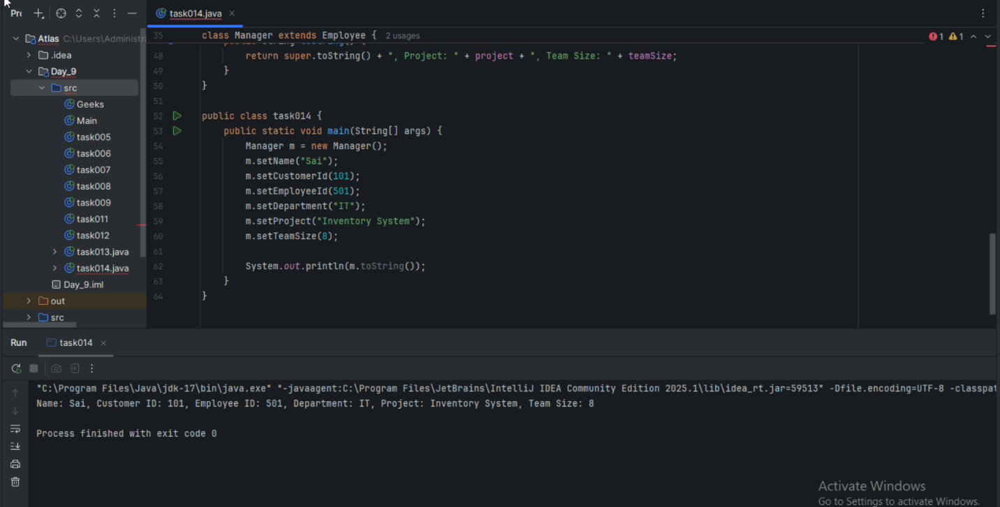 Pr
task014.java
Atlas C:\Users\Administra
.idea
Day_9
src
Geeks
Main
task005
task006
task007
task008
task009
task011
task012
task013.java
task014.java
Day_9.iml
out
src
35 class Manager extends Employee { 2 usages
1 1
48 return super.toString() + ", Project: " + project + ", Team Size: " + teamSize;
49 }
50 }
51
52 public class task014 {
53 public static void main(String[] args) {
54 Manager m = new Manager();
55 m.setName("Sai");
56 m.setCustomerId(101);
57 m.setEmployeeId(501);
58 m.setDepartment("IT");
59 m.setProject("Inventory System");
60 m.setTeamSize(8);
61
62 System.out.println(m.toString());
63 }
64 }
Run task014
"C:\Program Files\Java\jdk-17\bin\java.exe" "-javaagent:C:\Program Files\JetBrains\IntelliJ IDEA Community Edition 2025.1\lib\idea_rt.jar=59513" -Dfile.encoding=UTF-8 -classpat
Name: Sai, Customer ID: 101, Employee ID: 501, Department: IT, Project: Inventory System, Team Size: 8
Process finished with exit code 0
Activate Windows
Go to Settings to activate Windows.